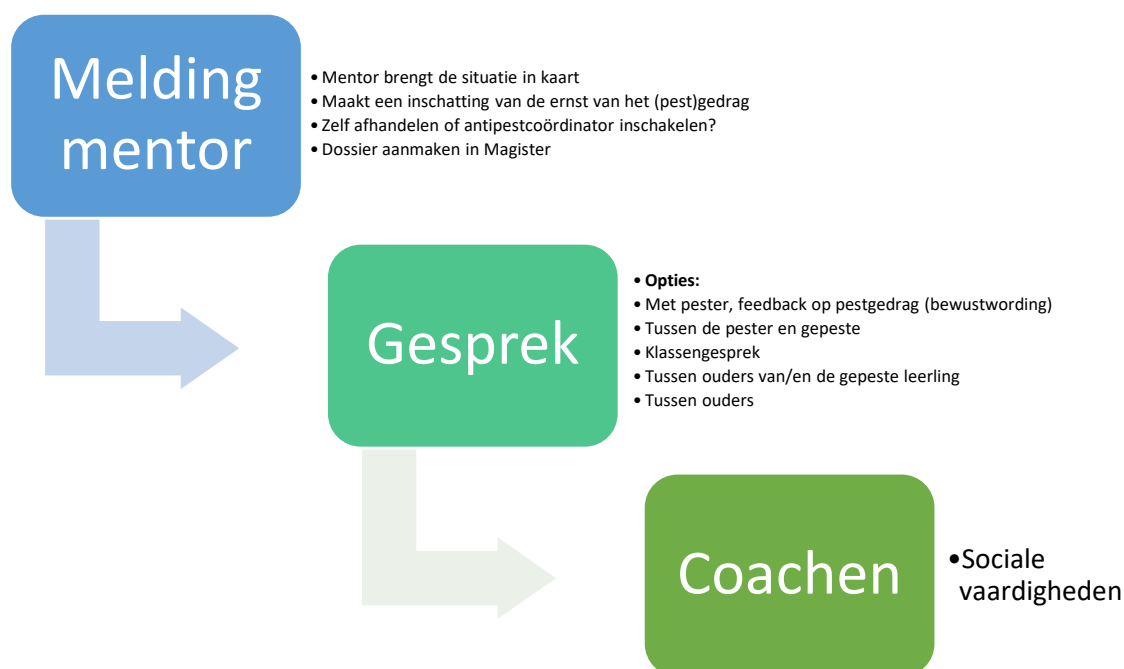 Melding
mentor
• Mentor brengt de situatie in kaart
• Maakt een inschatting van de ernst van het (pest)gedrag
• Zelf afhandelen of antipestcoördinator inschakelen?
• Dossier aanmaken in Magister
Gesprek
• Opties:
• Met pester, feedback op pestgedrag (bewustwording)
• Tussen de pester en gepeste
• Klassengesprek
• Tussen ouders van/en de gepeste leerling
• Tussen ouders
Coachen
•Sociale
vaardigheden